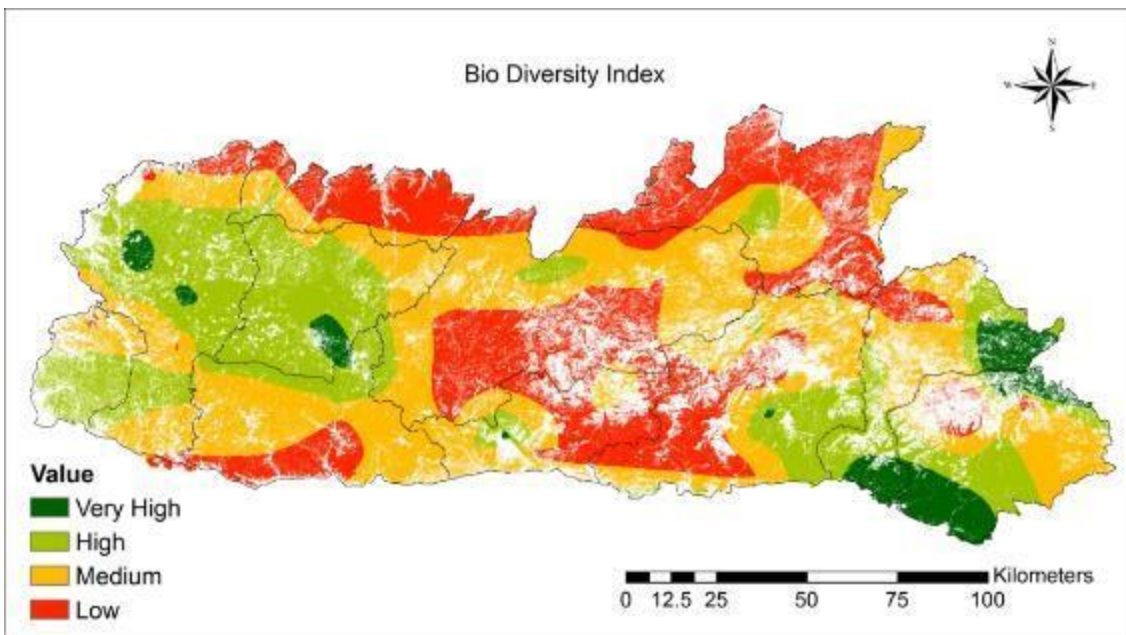 Bio Diversity Index
N
W E
S
Value
Very High
High
Medium
Low
Kilometers
0 12.5 25 50 75 100